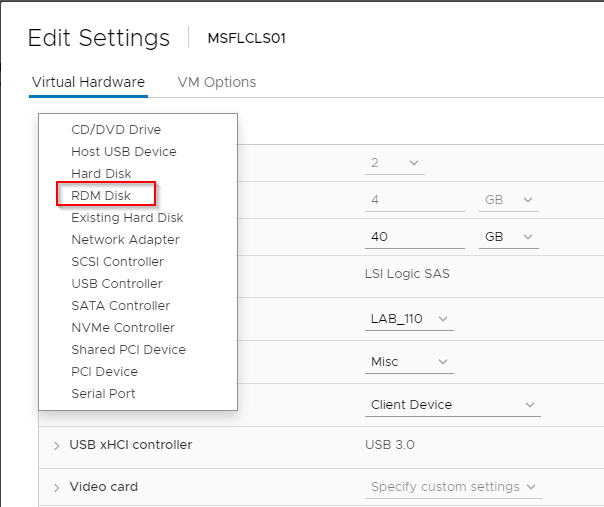 Edit Settings MSFLCLS01
Virtual Hardware VM Options
CD/DVD Drive
Host USB Device
Hard Disk
RDM Disk
Existing Hard Disk
Network Adapter
SCSI Controller
USB Controller
SATA Controller
NVMe Controller
Shared PCI Device
PCI Device
Serial Port
2
4 GB
40 GB
LSI Logic SAS
LAB_110
Misc
Client Device
USB xHCI controller USB 3.0
Video card Specify custom settings